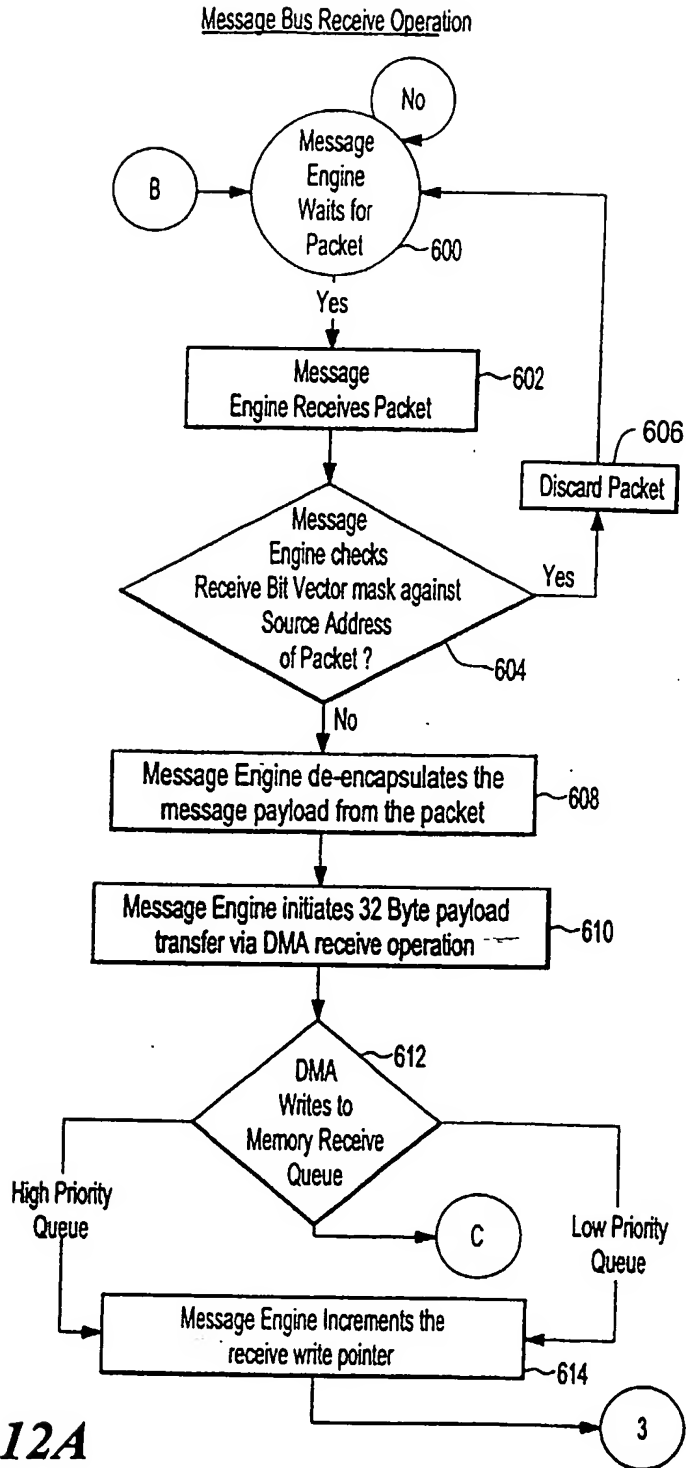 Message Bus Receive Operation
No
Message
Engine
Waits for
Packet
600
B
Yes
Message
Engine Receives Packet
602
606
Discard Packet
Message
Engine checks
Receive Bit Vector mask against
Source Address
of Packet ?
Yes
604
No
Message Engine de-encapsulates the
message payload from the packet
608
Message Engine initiates 32 Byte payload
transfer via DMA receive operation
610
612
DMA
Writes to
Memory Receive
Queue
High Priority
Queue
C
Low Priority
Queue
Message Engine Increments the
receive write pointer
614
3
12A